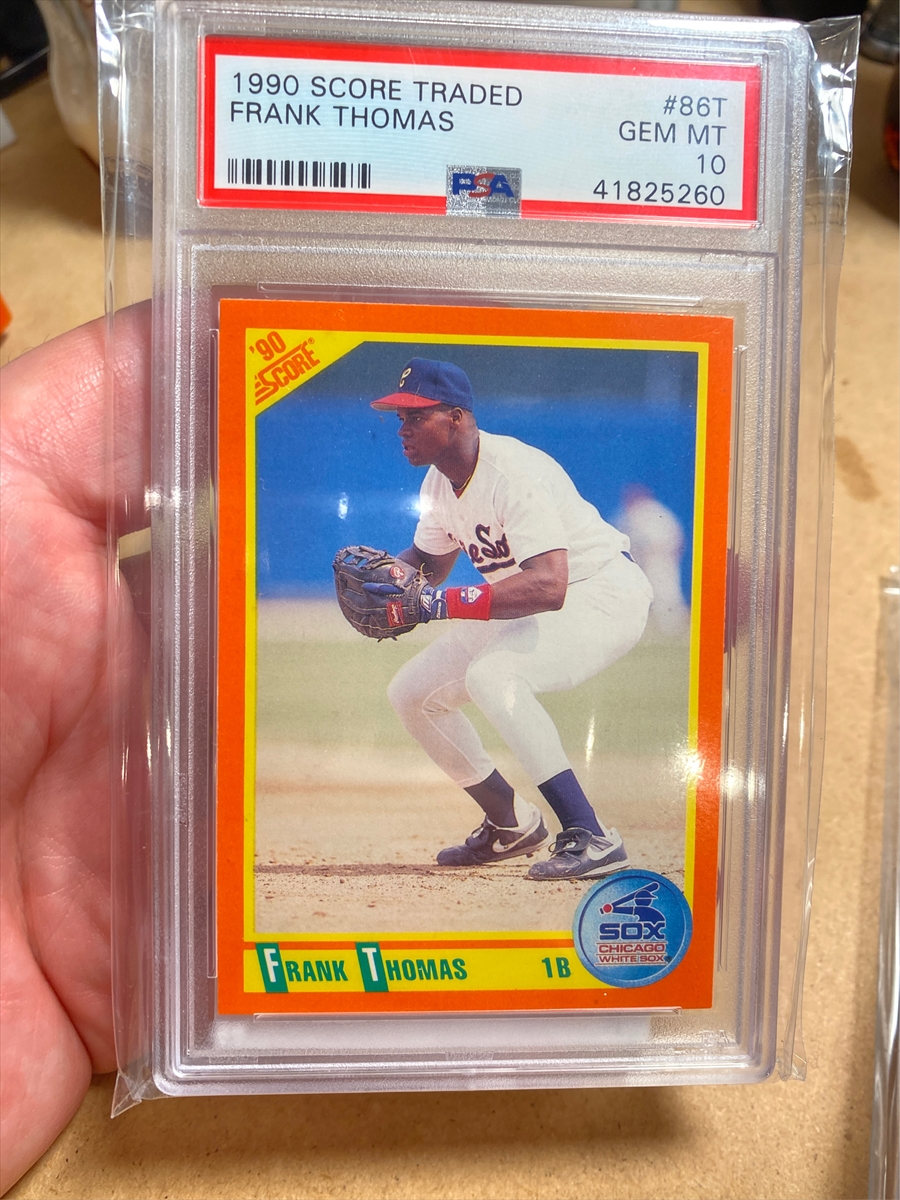 1990 SCORE TRADED
FRANK THOMAS
#86T
GEM MT
10
41825260
PSA
'90
SCORE®
C
FRANK THOMAS
1B
SOX
CHICAGO
WHITE SOX®